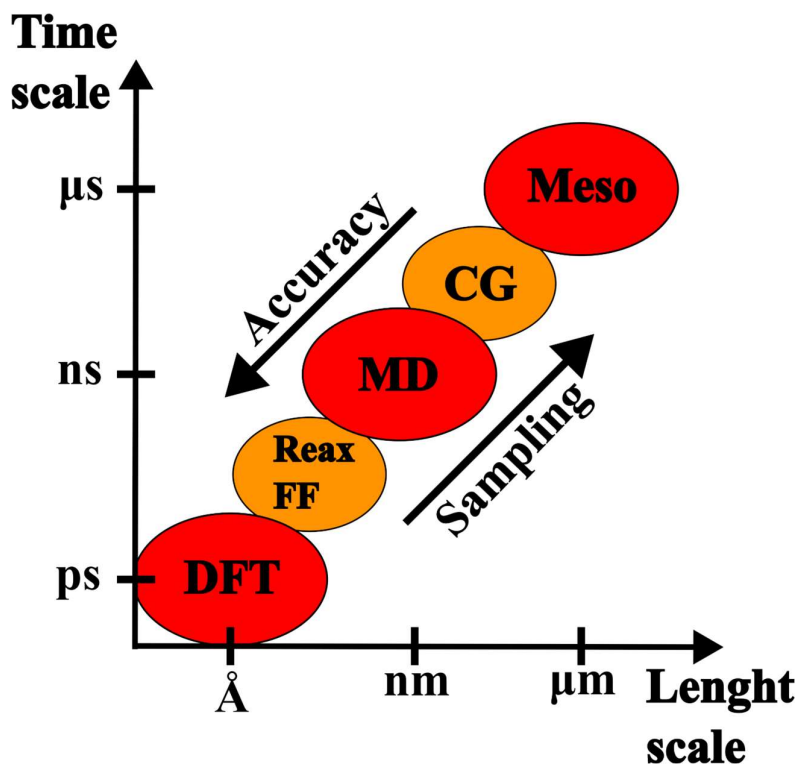 Time
scale
μs
Meso
Accuracy
CG
ns
MD
Sampling
Reax
FF
ps
DFT
Å
nm
μm
Lenght
scale